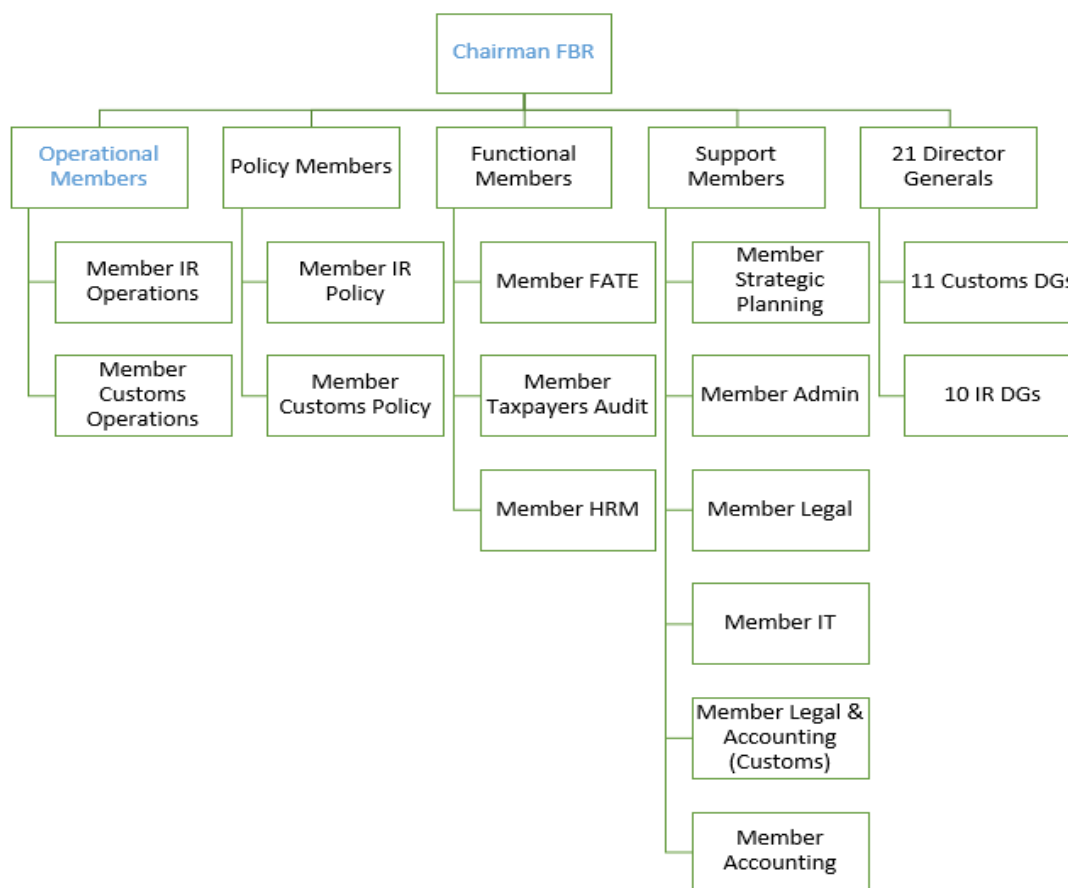 Chairman FBR
Operational
Members
Policy Members
Functional
Members
Support
Members
21 Director
Generals
Member IR
Operations
Member
Customs
Operations
Member IR
Policy
Member
Customs Policy
Member FATE
Member
Taxpayers Audit
Member HRM
Member
Strategic
Planning
Member Admin
Member Legal
Member IT
Member Legal &
Accounting
(Customs)
Member
Accounting
11 Customs DGs
10 IR DGs